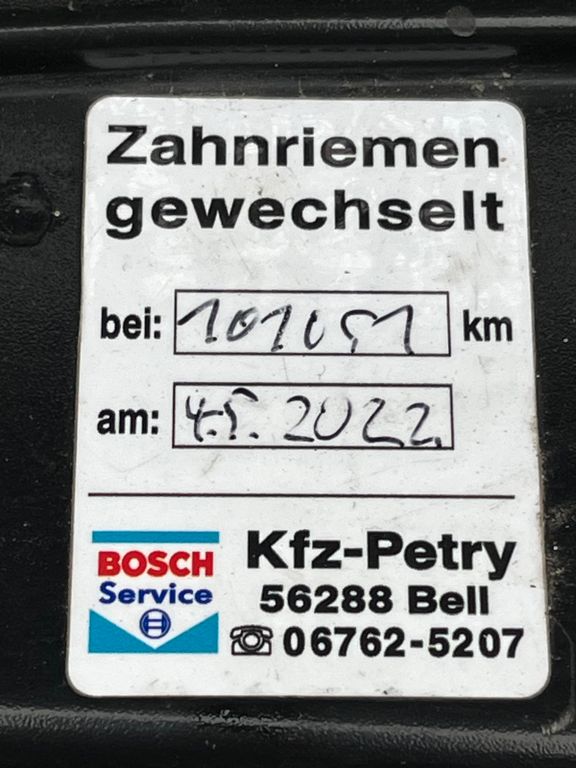 Zahnriemen
gewechselt
bei: 101051 km
am: 4.5.2022
BOSCH
Service
Kfz-Petry
56288 Bell
☏ 06762-5207